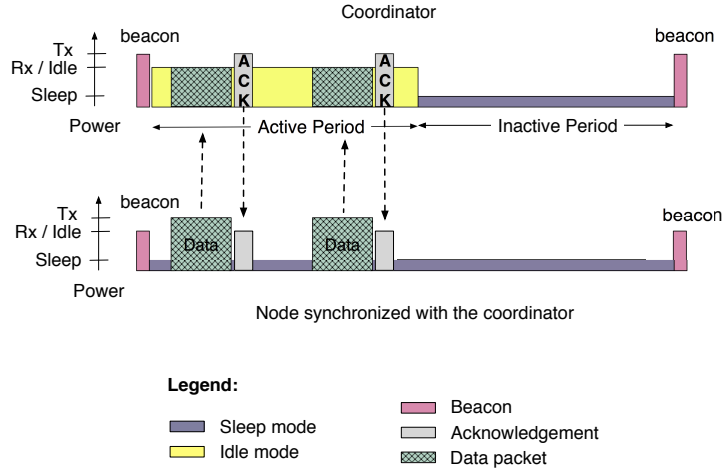 Coordinator
beacon
beacon
Tx
Rx / Idle
Sleep
Power
A
C
K
A
C
K
Active Period
Inactive Period
beacon
beacon
Tx
Rx / Idle
Sleep
Power
Data
Data
Node synchronized with the coordinator
Legend:
Sleep mode
Idle mode
Beacon
Acknowledgement
Data packet